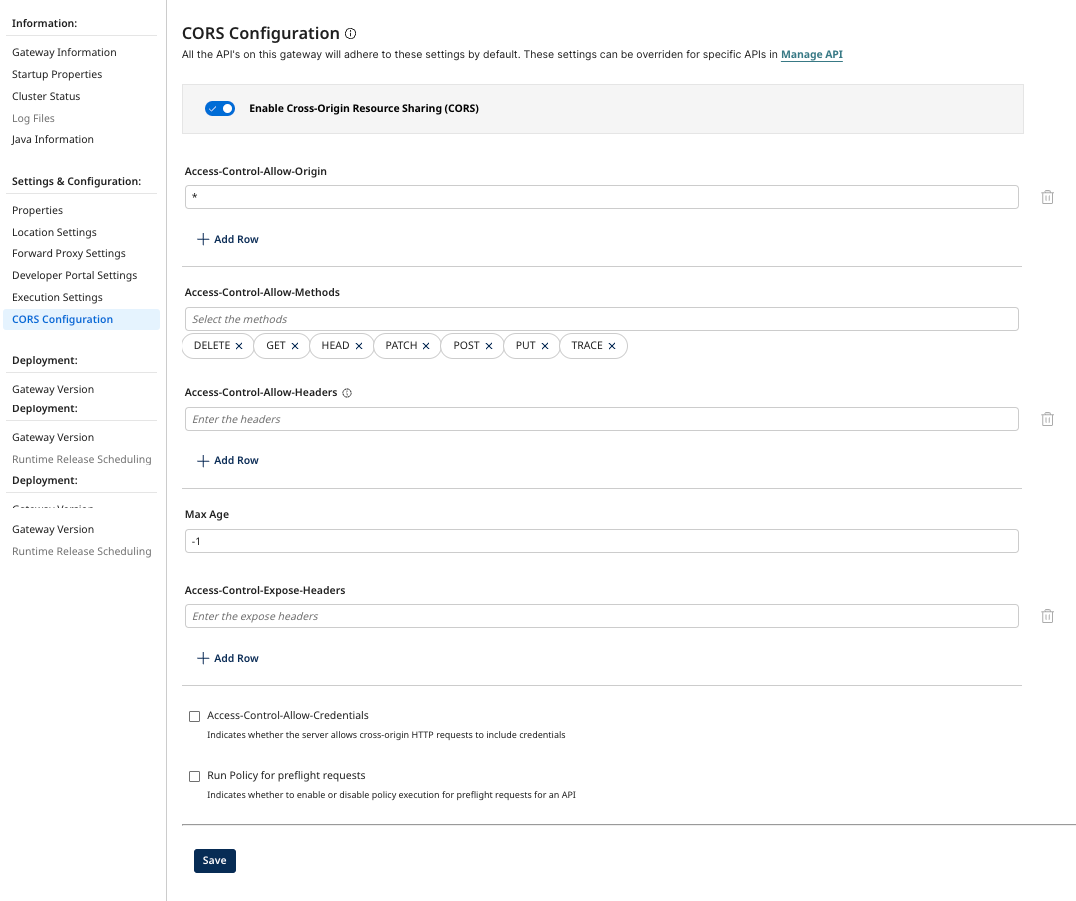 Information:
Gateway Information
Startup Properties
Cluster Status
Log Files
Java Information
Settings & Configuration:
Properties
Location Settings
Forward Proxy Settings
Developer Portal Settings
Execution Settings
CORS Configuration
Deployment:
Gateway Version
Deployment:
Gateway Version
Runtime Release Scheduling
Deployment:
Gateway Version
Gateway Version
Runtime Release Scheduling
CORS Configuration
All the API's on this gateway will adhere to these settings by default. These settings can be overriden for specific APIs in Manage API
Enable Cross-Origin Resource Sharing (CORS)
Access-Control-Allow-Origin
*
Add Row
Access-Control-Allow-Methods
Select the methods
DELETE GET HEAD PATCH POST PUT TRACE
Access-Control-Allow-Headers
Enter the headers
Add Row
Max Age
-1
Access-Control-Expose-Headers
Enter the expose headers
Add Row
Access-Control-Allow-Credentials
Indicates whether the server allows cross-origin HTTP requests to include credentials
Run Policy for preflight requests
Indicates whether to enable or disable policy execution for preflight requests for an API
Save